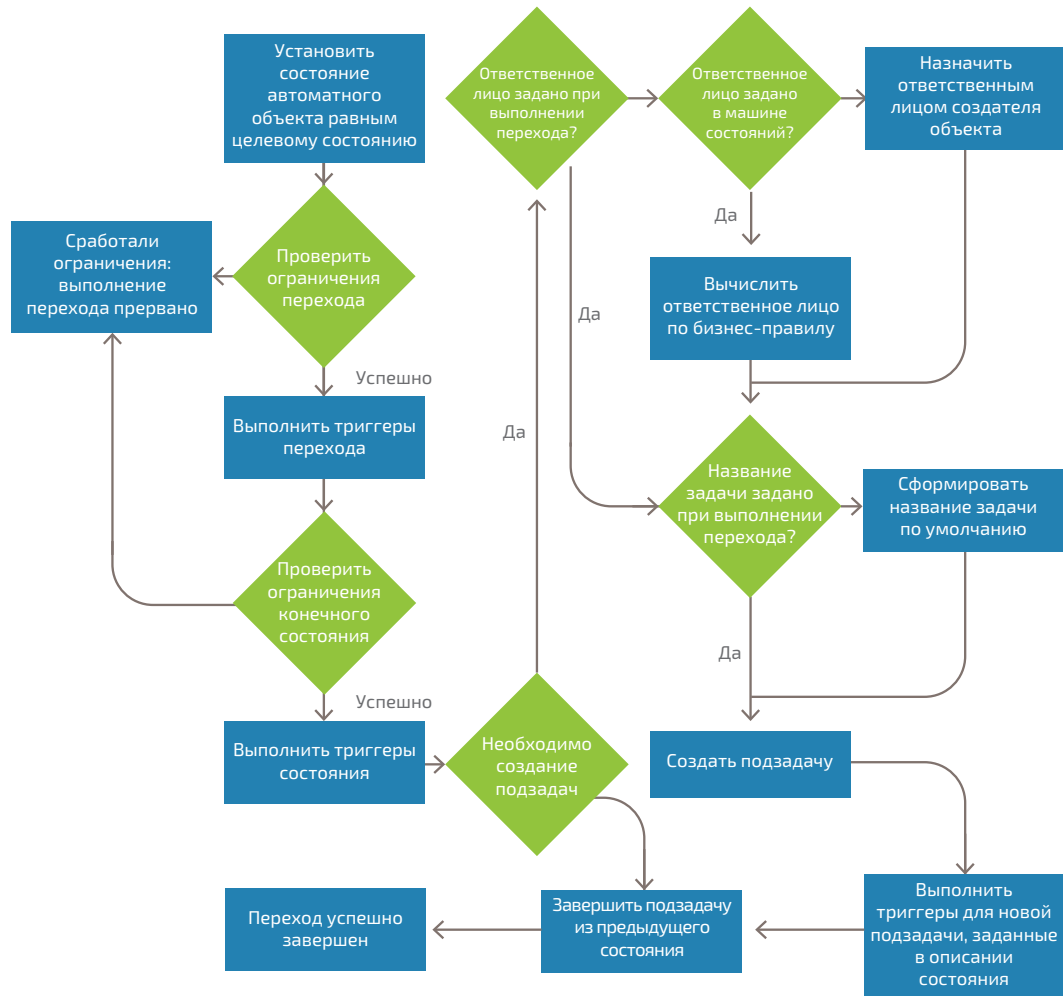 Установить
состояние
автоматного
объекта равным
целевому состоянию
Проверить
ограничения
перехода
Сработали
ограничения:
выполнение
перехода прервано
Успешно
Выполнить триггеры
перехода
Проверить
ограничения
конечного
состояния
Успешно
Выполнить триггеры
состояния
Необходимо
создание
подзадач
Да
Ответственное
лицо задано при
выполнении
перехода?
Да
Ответственное
лицо задано
в машине
состояний?
Да
Назначить
ответственным
лицом создателя
объекта
Вычислить
ответственное лицо
по бизнес-правилу
Название
задачи задано
при выполнении
перехода?
Да
Сформировать
название задачи
по умолчанию
Создать подзадачу
Выполнить
триггеры для новой
подзадачи, заданные
в описании
состояния
Завершить подзадачу
из предыдущего
состояния
Переход успешно
завершен